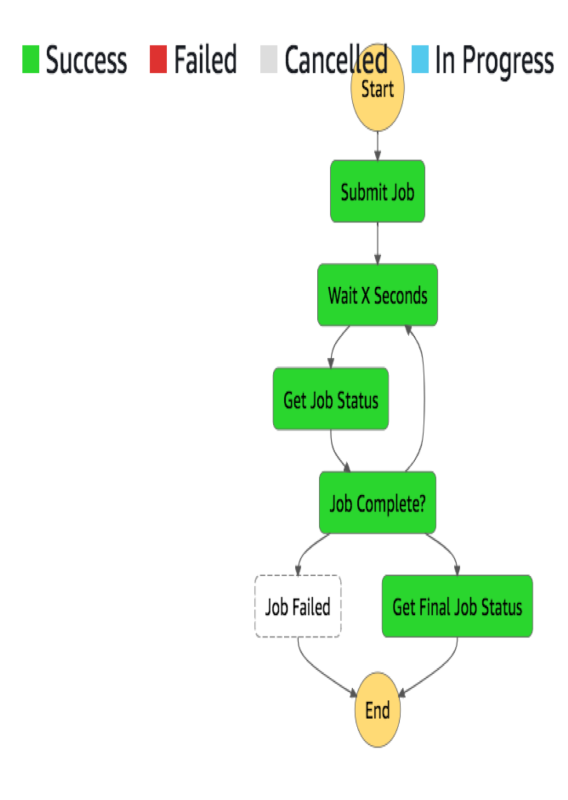 Success Failed Cancelled In Progress
Start
Submit Job
Wait X Seconds
Get Job Status
Job Complete?
Job Failed Get Final Job Status
End